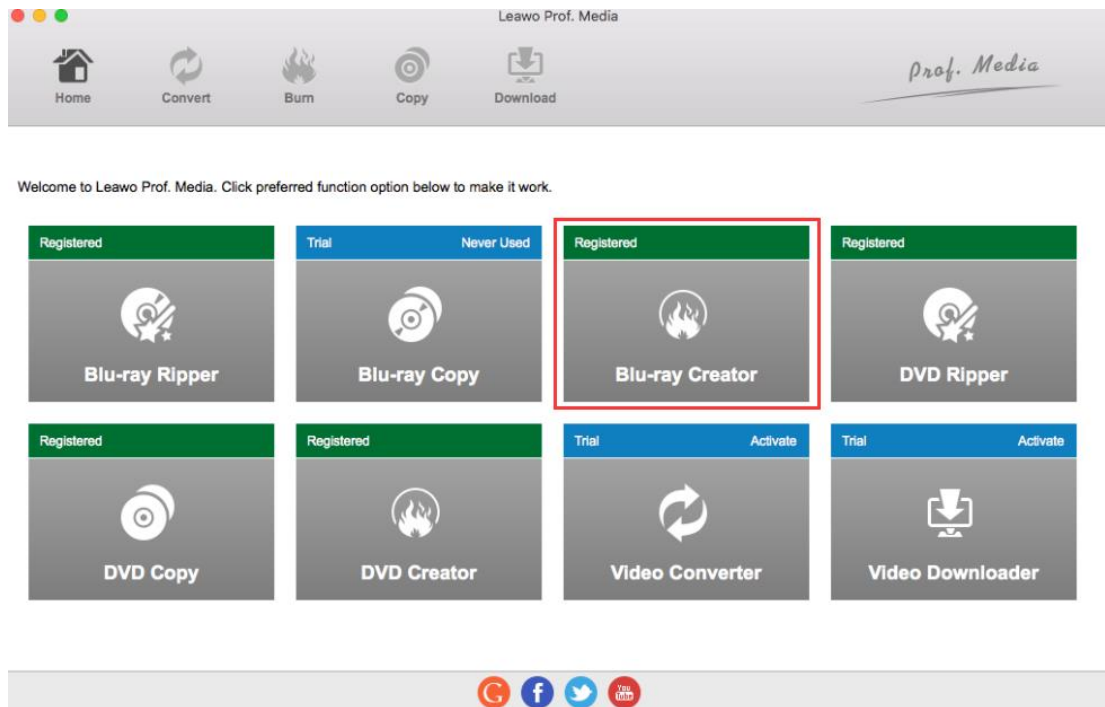 Leawo Prof. Media
Home Convert Burn Copy Download
Prof. Media
Welcome to Leawo Prof. Media. Click preferred function option below to make it work.
Registered Trial Never Used Registered Registered
Blu-ray Ripper Blu-ray Copy Blu-ray Creator DVD Ripper
Registered Registered Trial Activate Trial Activate
DVD Copy DVD Creator Video Converter Video Downloader
G f You Tube